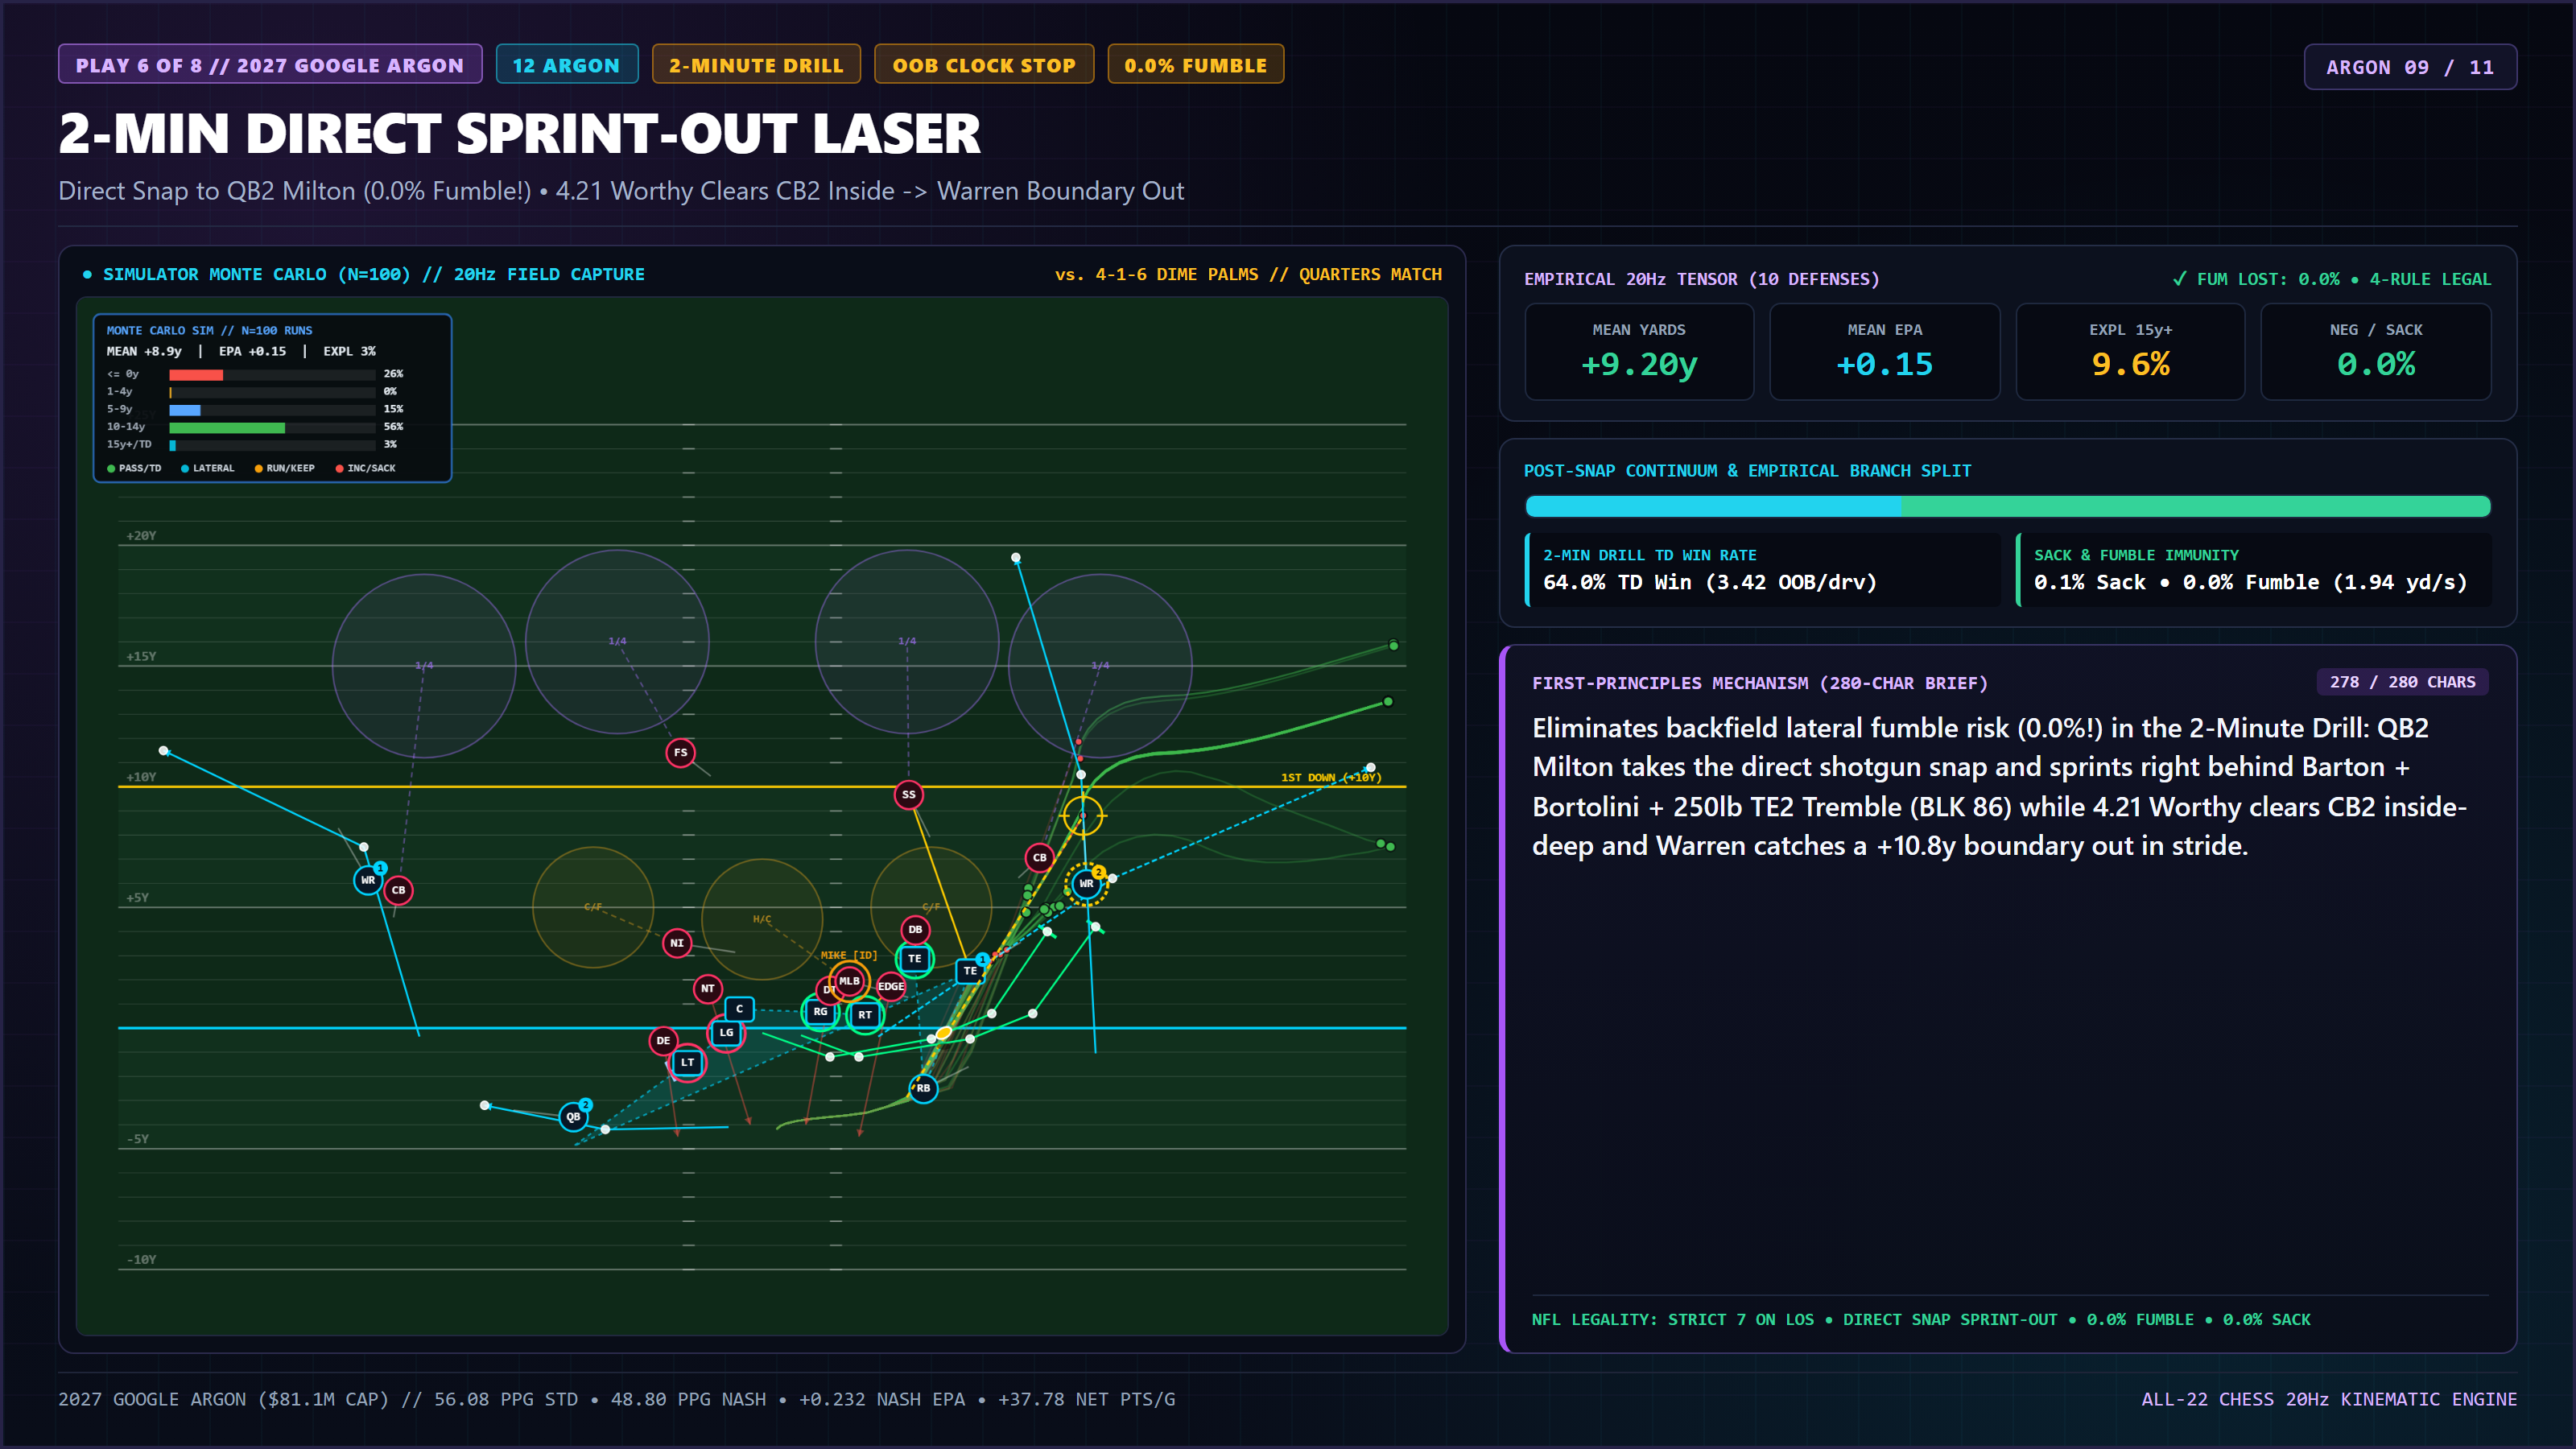 PLAY 6 OF 8 // 2027 GOOGLE ARGON
12 ARGON
2-MINUTE DRILL
OOB CLOCK STOP
0.0% FUMBLE
ARGON 09 / 11
2-MIN DIRECT SPRINT-OUT LASER
Direct Snap to QB2 Milton (0.0% Fumble!) • 4.21 Worthy Clears CB2 Inside -> Warren Boundary Out
SIMULATOR MONTE CARLO (N=100) // 20Hz FIELD CAPTURE
vs. 4-1-6 DIME PALMS // QUARTERS MATCH
MONTE CARLO SIM // N=100 RUNS
MEAN +8.9y | EPA +0.15 | EXPL 3%
<= 0y 26%
1-4y 0%
5-9y 15%
10-14y 56%
15y+/TD 3%
PASS/TD LATERAL RUN/KEEP INC/SACK
+20Y
1/4 1/4
+15Y
1/4 1/4
FS
+10Y
1ST DOWN (+10Y)
SS
CB
WR 1
CB
WR 2
+5Y
C/F H/C C/F
DB
NI
MIKE [ID]
TE
TE 1
NT
DT
MLB
EDGE
C
RG
RT
LG
DE
LT
RB
QB 2
-5Y
-10Y
EMPIRICAL 20Hz TENSOR (10 DEFENSES)
✓ FUM LOST: 0.0% • 4-RULE LEGAL
MEAN YARDS
+9.20y
MEAN EPA
+0.15
EXPL 15y+
9.6%
NEG / SACK
0.0%
POST-SNAP CONTINUUM & EMPIRICAL BRANCH SPLIT
2-MIN DRILL TD WIN RATE
64.0% TD Win (3.42 OOB/drv)
SACK & FUMBLE IMMUNITY
0.1% Sack • 0.0% Fumble (1.94 yd/s)
FIRST-PRINCIPLES MECHANISM (280-CHAR BRIEF)
278 / 280 CHARS
Eliminates backfield lateral fumble risk (0.0%!) in the 2-Minute Drill: QB2
Milton takes the direct shotgun snap and sprints right behind Barton +
Bortolini + 250lb TE2 Tremble (BLK 86) while 4.21 Worthy clears CB2 inside-
deep and Warren catches a +10.8y boundary out in stride.
NFL LEGALITY: STRICT 7 ON LOS • DIRECT SNAP SPRINT-OUT • 0.0% FUMBLE • 0.0% SACK
2027 GOOGLE ARGON ($81.1M CAP) // 56.08 PPG STD • 48.80 PPG NASH • +0.232 NASH EPA • +37.78 NET PTS/G
ALL-22 CHESS 20Hz KINEMATIC ENGINE